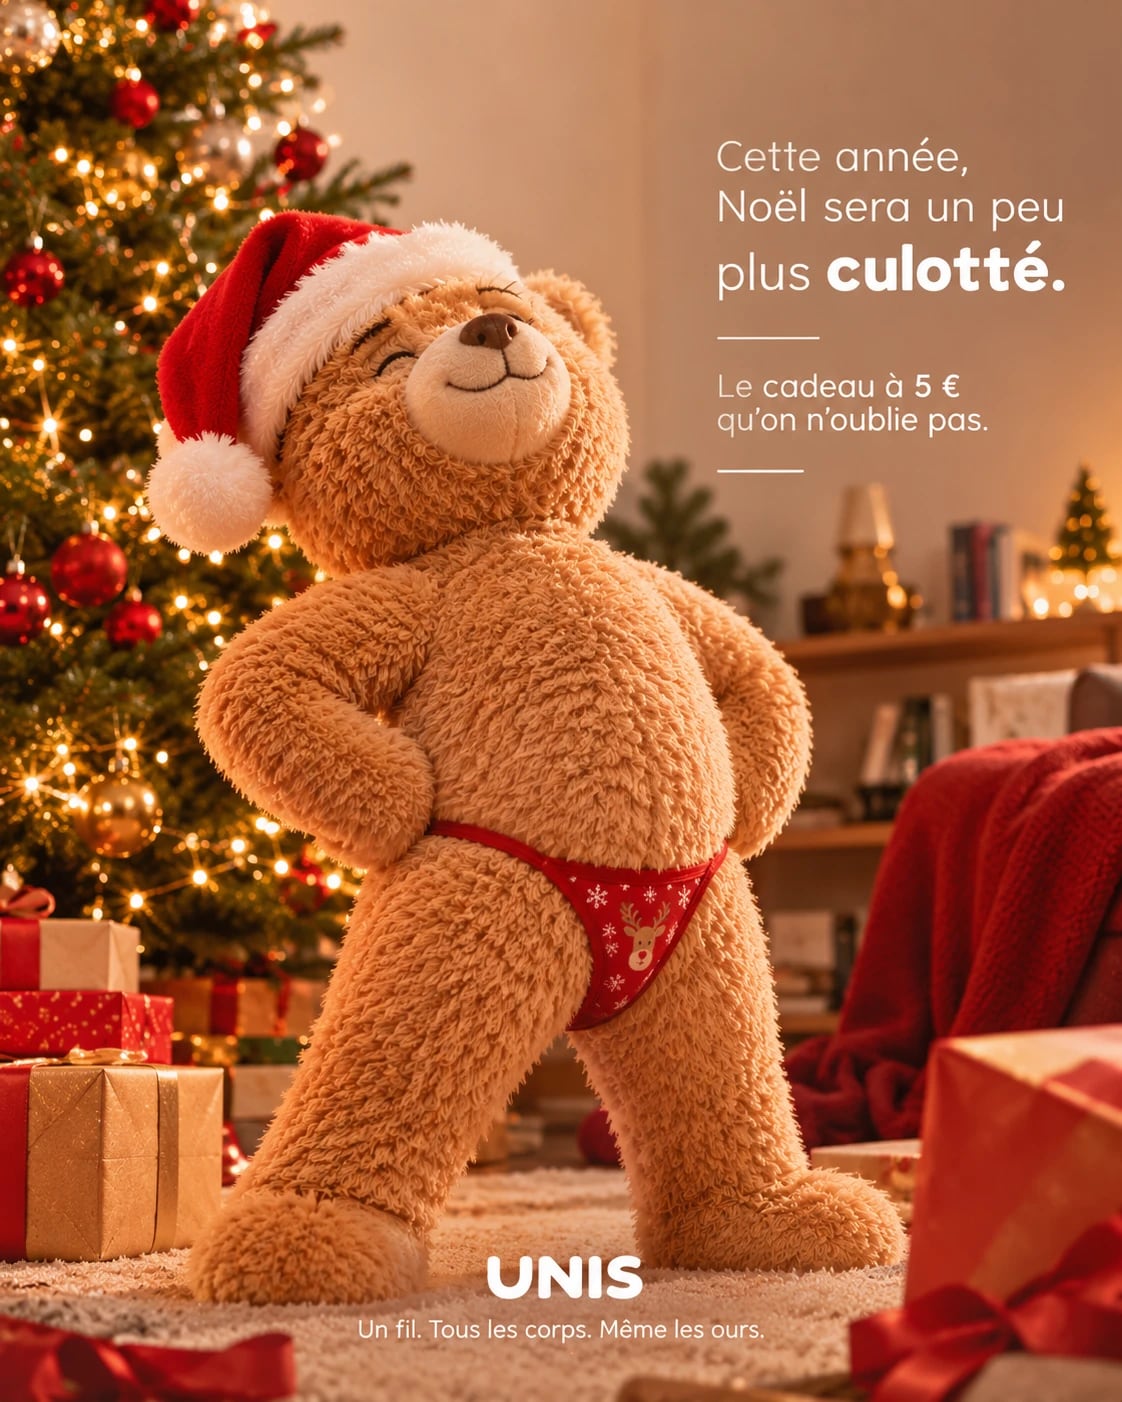 Cette année,
Noël sera un peu
plus culotté.
Le cadeau à 5 €
qu'on n'oublie pas.
UNIS
Un fil. Tous les corps. Même les ours.